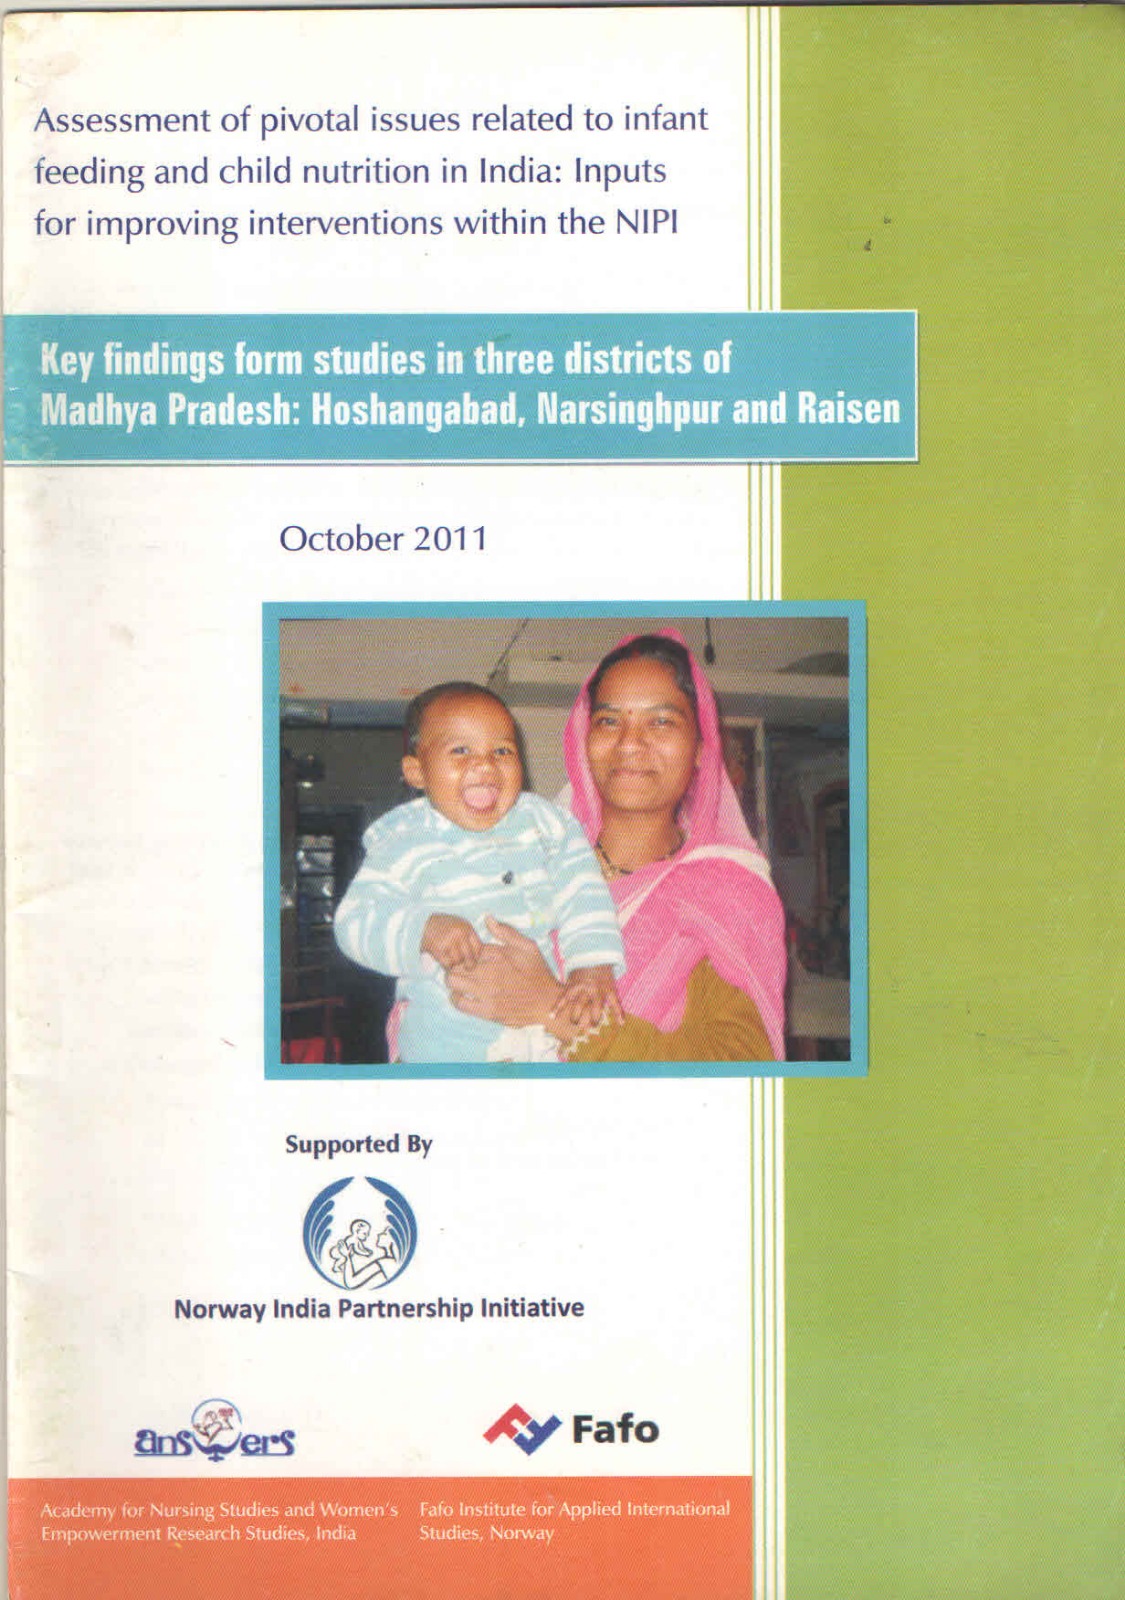 Assessment of pivotal issues related to infant
feeding and child nutrition in India: Inputs
for improving interventions within the NIPI
Key findings form studies in three districts of
Madhya Pradesh: Hoshangabad, Narsinghpur and Raisen
October 2011
Supported By
Norway India Partnership Initiative
answers
Fafo
Academy for Nursing Studies and Women's
Empowerment Research Studies, India
Fafo Institute for Applied International
Studies, Norway